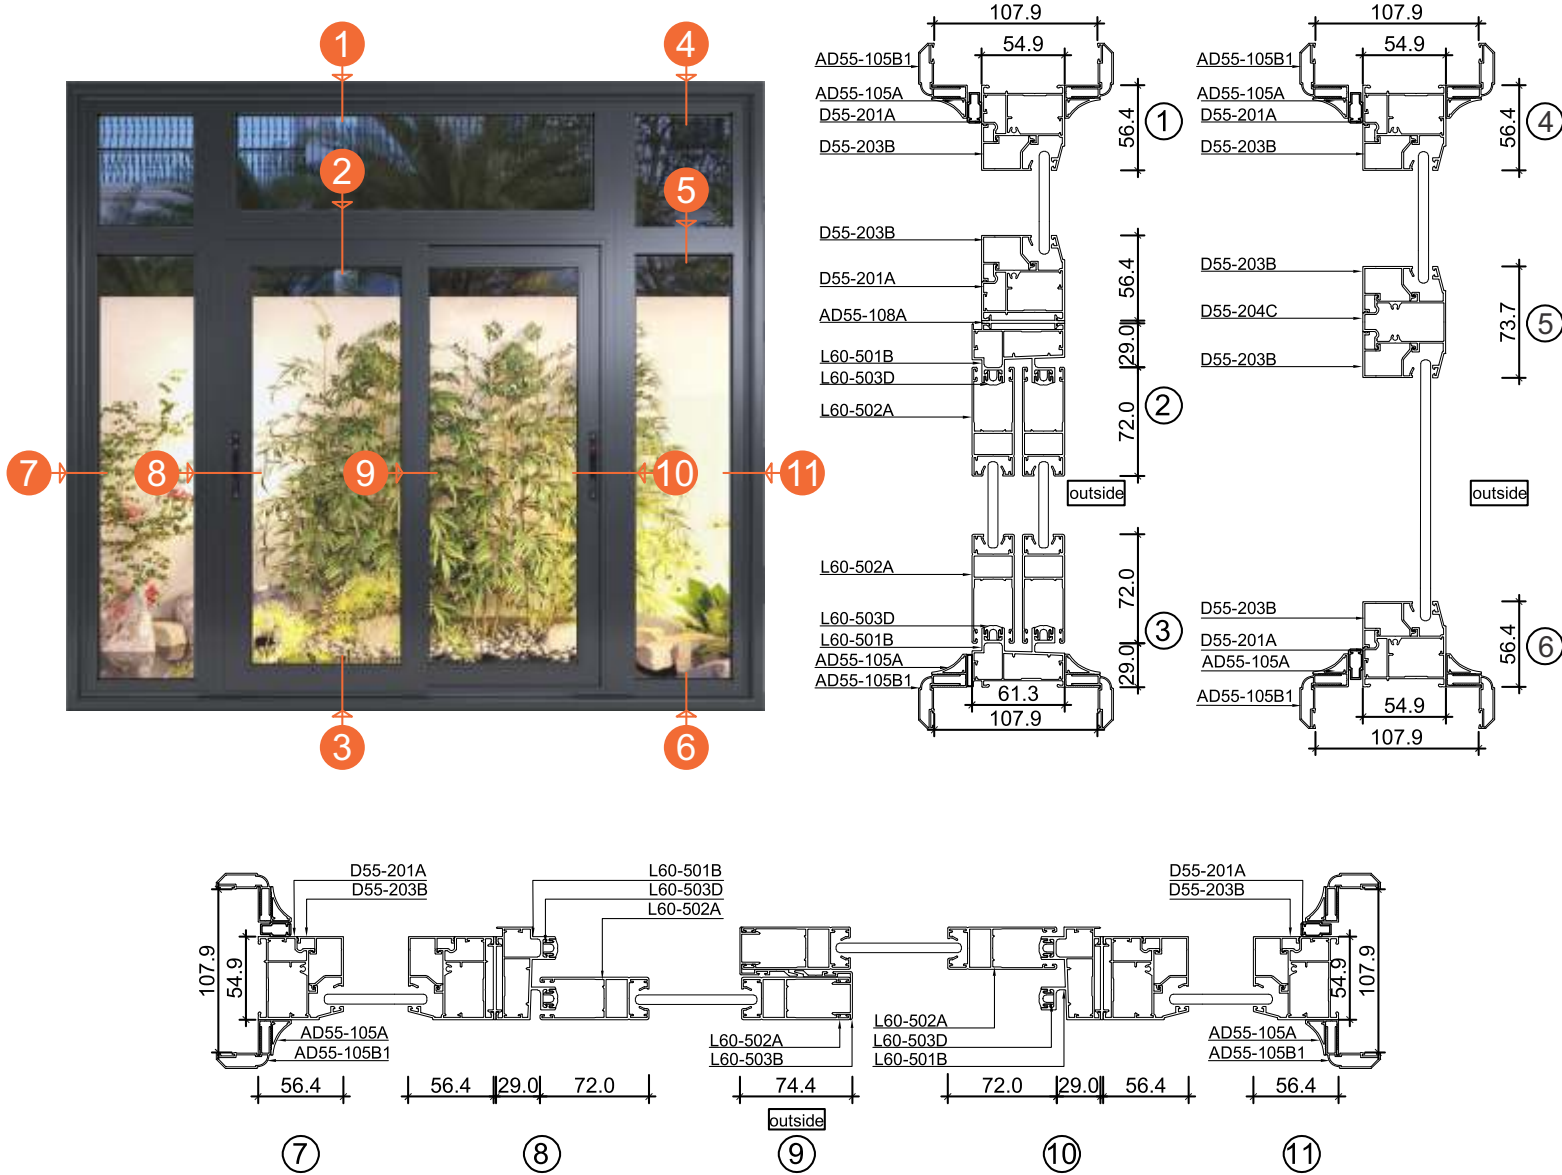 1
4
2
5
7
8
9
10
11
3
6
107.9
54.9
AD55-105B1
AD55-105A
D55-201A
D55-203B
56.4
1
D55-203B
D55-201A
AD55-108A
L60-501B
L60-503D
L60-502A
56.4
29.0
72.0
2
outside
L60-502A
L60-503D
L60-501B
AD55-105A
AD55-105B1
72.0
29.0
3
61.3
107.9
107.9
54.9
AD55-105B1
AD55-105A
D55-201A
D55-203B
56.4
4
D55-203B
D55-204C
D55-203B
73.7
5
outside
D55-203B
D55-201A
AD55-105A
AD55-105B1
56.4
6
54.9
107.9
D55-201A
D55-203B
107.9
54.9
AD55-105A
AD55-105B1
L60-501B
L60-503D
L60-502A
L60-502A
L60-503B
L60-502A
L60-503D
L60-501B
D55-201A
D55-203B
54.9
107.9
AD55-105A
AD55-105B1
56.4
56.4
29.0
72.0
74.4
72.0
29.0
56.4
56.4
outside
7
8
9
10
11